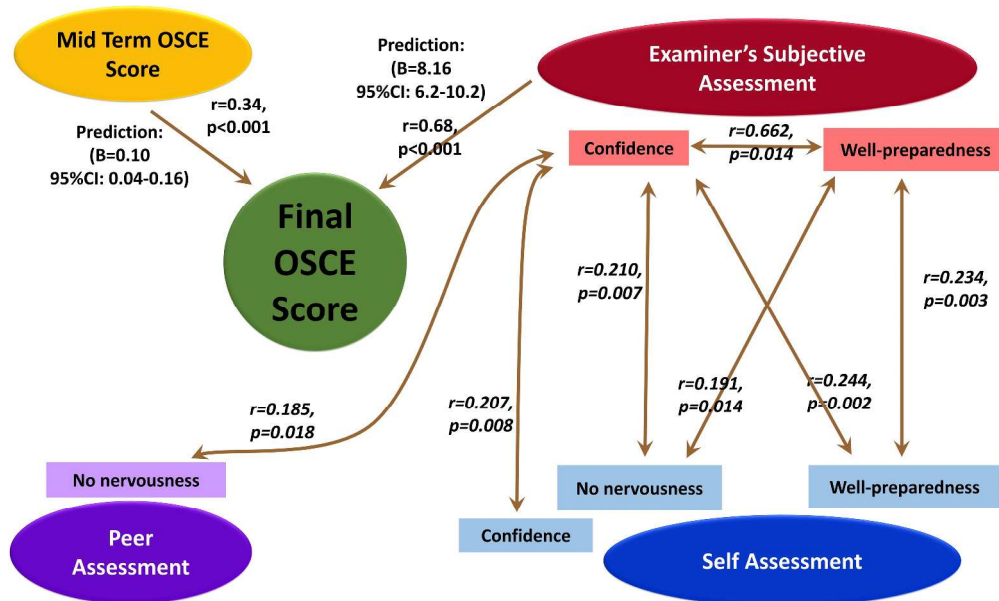 Mid Term OSCE
Score
Prediction:
(B=8.16
95%CI: 6.2-10.2)
Examiner's Subjective
Assessment
r=0.34,
p<0.001
Prediction:
(B=0.10
95%CI: 0.04-0.16)
r=0.68,
p<0.001
Confidence
r=0.662,
p=0.014
Well-preparedness
Final
OSCE
Score
r=0.210,
p=0.007
r=0.234,
p=0.003
r=0.185,
p=0.018
r=0.207,
p=0.008
r=0.191,
p=0.014
r=0.244,
p=0.002
No nervousness
No nervousness
Well-preparedness
Confidence
Peer
Assessment
Self Assessment